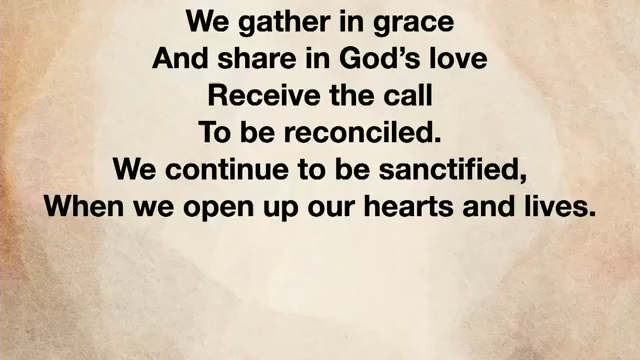 We gather in grace
And share in God’s love
Receive the call
To be reconciled.
We continue to be sanctified,
When we open up our hearts and lives.